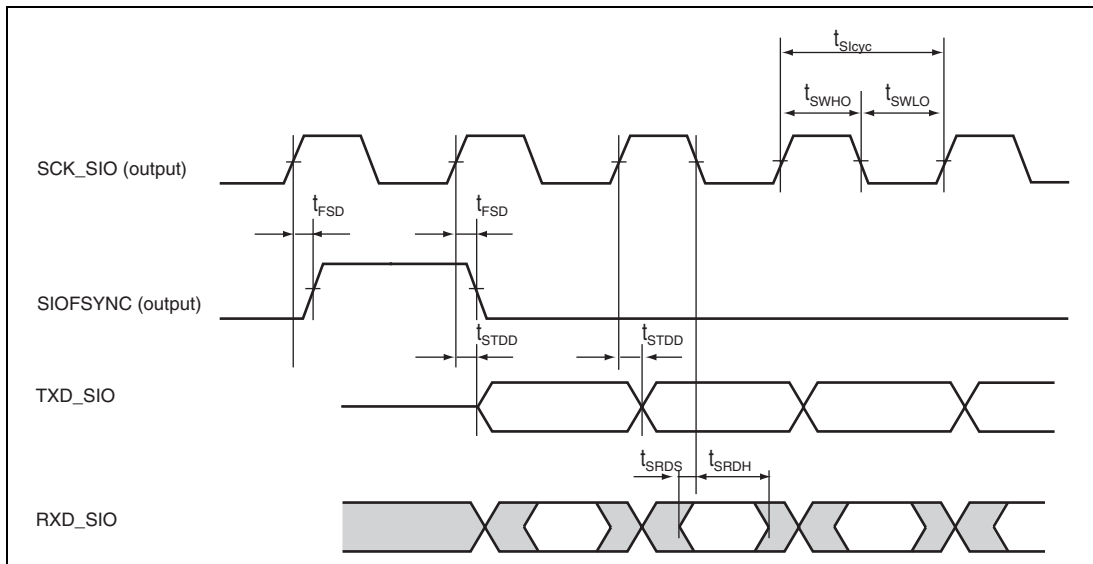 tSIcyc
tSWHO tSWLO
SCK_SIO (output)
tFSD tFSD
SIOFSYNC (output)
tSTDD tSTDD
TXD_SIO
tSRDS tSRDH
RXD_SIO